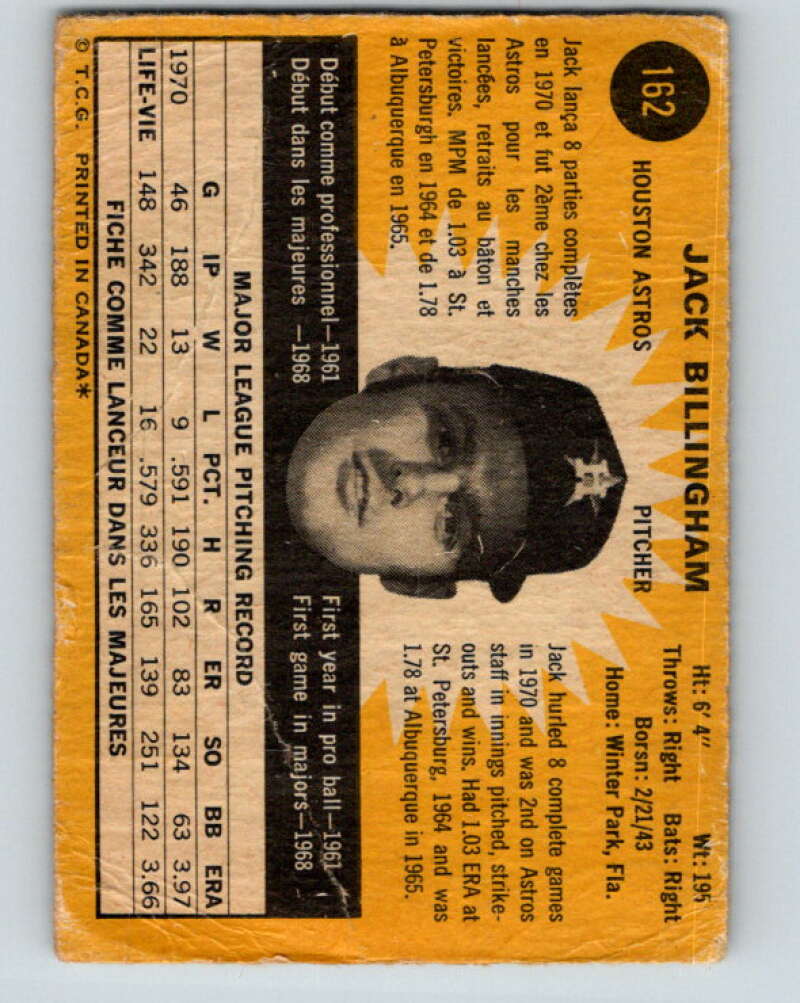 162
JACK BILLINGHAM
HOUSTON ASTROS PITCHER
Ht: 6' 4" Wt: 195
Throws: Right Bats: Right
Borsn: 2/21/43
Home: Winter Park, Fla.
Jack lança 8 parties complètes
en 1970 et fut 2ème chez les
Astros pour les manches
lancées, retraits au bâton et
victoires. MPM de 1.03 à St.
Petersburgh en 1964 et de 1.78
à Albuquerque en 1965.
Jack hurled 8 complete games
in 1970 and was 2nd on Astros
staff in innings pitched, strike-
outs and wins. Had 1.03 ERA at
St. Petersburg, 1964 and was
1.78 at Albuquerque in 1965.
H
Début comme professionnel—1961
Début dans les majeures —1968
First year in pro ball—1961
First game in majors—1968
MAJOR LEAGUE PITCHING RECORD
G IP W L PCT. H R ER SO BB ERA
1970 46 188 13 9 .591 190 102 83 134 63 3.97
LIFE-VIE 148 342 22 16 .579 336 165 139 251 122 3.66
FICHE COMME LANCEUR DANS LES MAJEURES
© T.C.G. PRINTED IN CANADA*